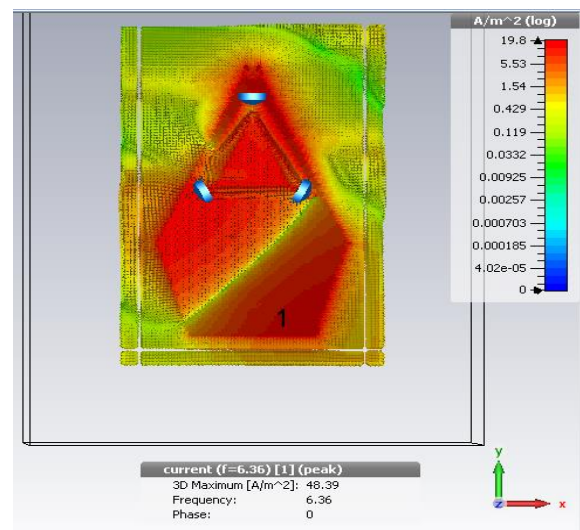 A/m^2 (log)
19.8
5.53
1.54
0.429
0.119
0.0332
0.00925
0.00257
0.000703
0.000185
4.02e-05
0
1
current (f=6.36) [1] (peak)
3D Maximum [A/m^2]: 48.39
Frequency: 6.36
Phase: 0
y
z
x